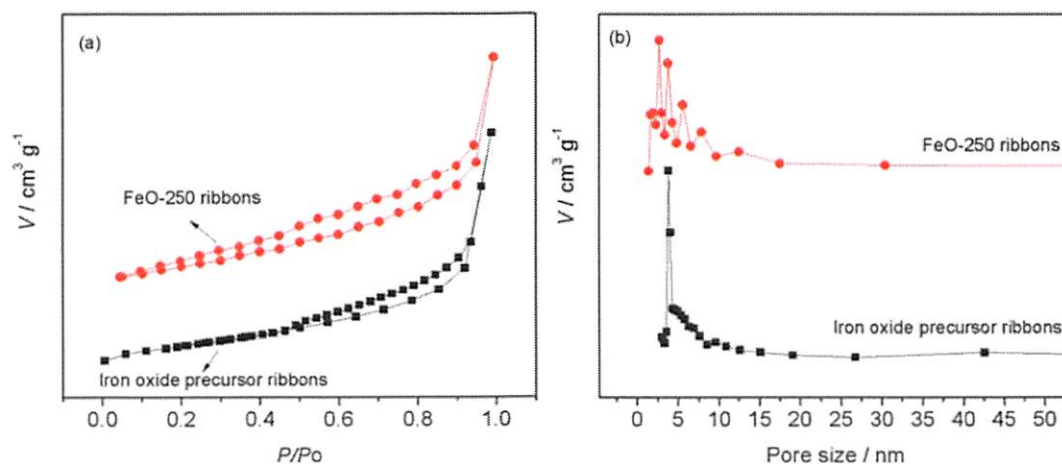 (a)
V / cm³ g⁻¹
FeO-250 ribbons
Iron oxide precursor ribbons
0.0 0.2 0.4 0.6 0.8 1.0
P/Po
(b)
V / cm³ g⁻¹
FeO-250 ribbons
Iron oxide precursor ribbons
0 5 10 15 20 25 30 35 40 45 50
Pore size / nm